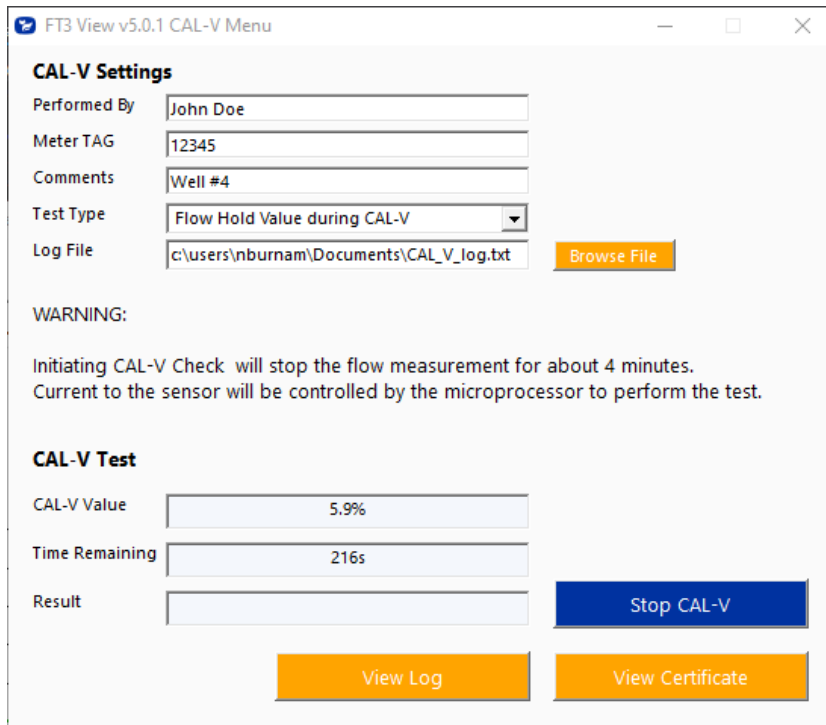 FT3 View v5.0.1 CAL-V Menu
CAL-V Settings
Performed By John Doe
Meter TAG 12345
Comments Well #4
Test Type Flow Hold Value during CAL-V
Log File c:\users\nburnam\Documents\CAL_V_log.txt Browse File
WARNING:
Initiating CAL-V Check will stop the flow measurement for about 4 minutes.
Current to the sensor will be controlled by the microprocessor to perform the test.
CAL-V Test
CAL-V Value 5.9%
Time Remaining 216s
Result Stop CAL-V
View Log View Certificate